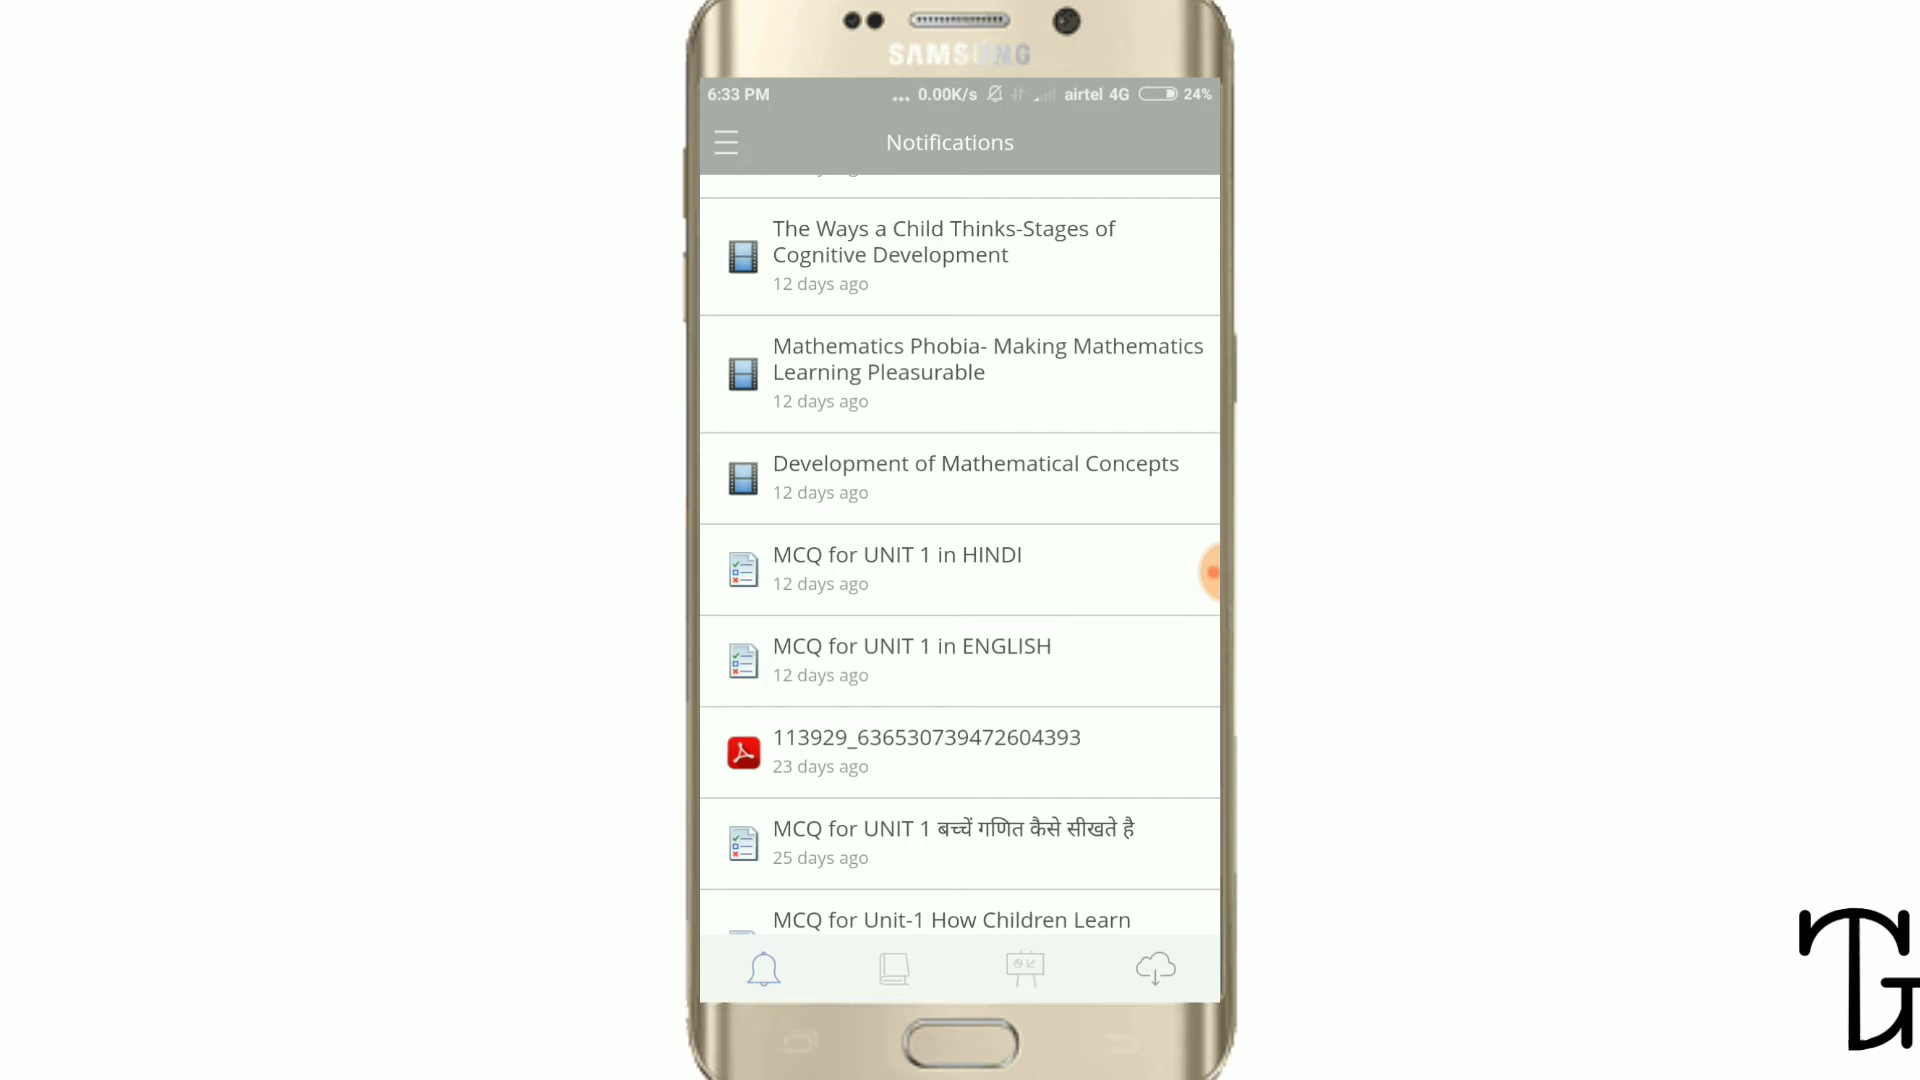 SAMSUNG
6:33 PM ... 0.00K/s airtel 4G 24%
Notifications
The Ways a Child Thinks-Stages of
Cognitive Development
12 days ago
Mathematics Phobia- Making Mathematics
Learning Pleasurable
12 days ago
Development of Mathematical Concepts
12 days ago
MCQ for UNIT 1 in HINDI
12 days ago
MCQ for UNIT 1 in ENGLISH
12 days ago
113929_636530739472604393
23 days ago
MCQ for UNIT 1 बच्चें गणित कैसे सीखते है
25 days ago
MCQ for Unit-1 How Children Learn
TG